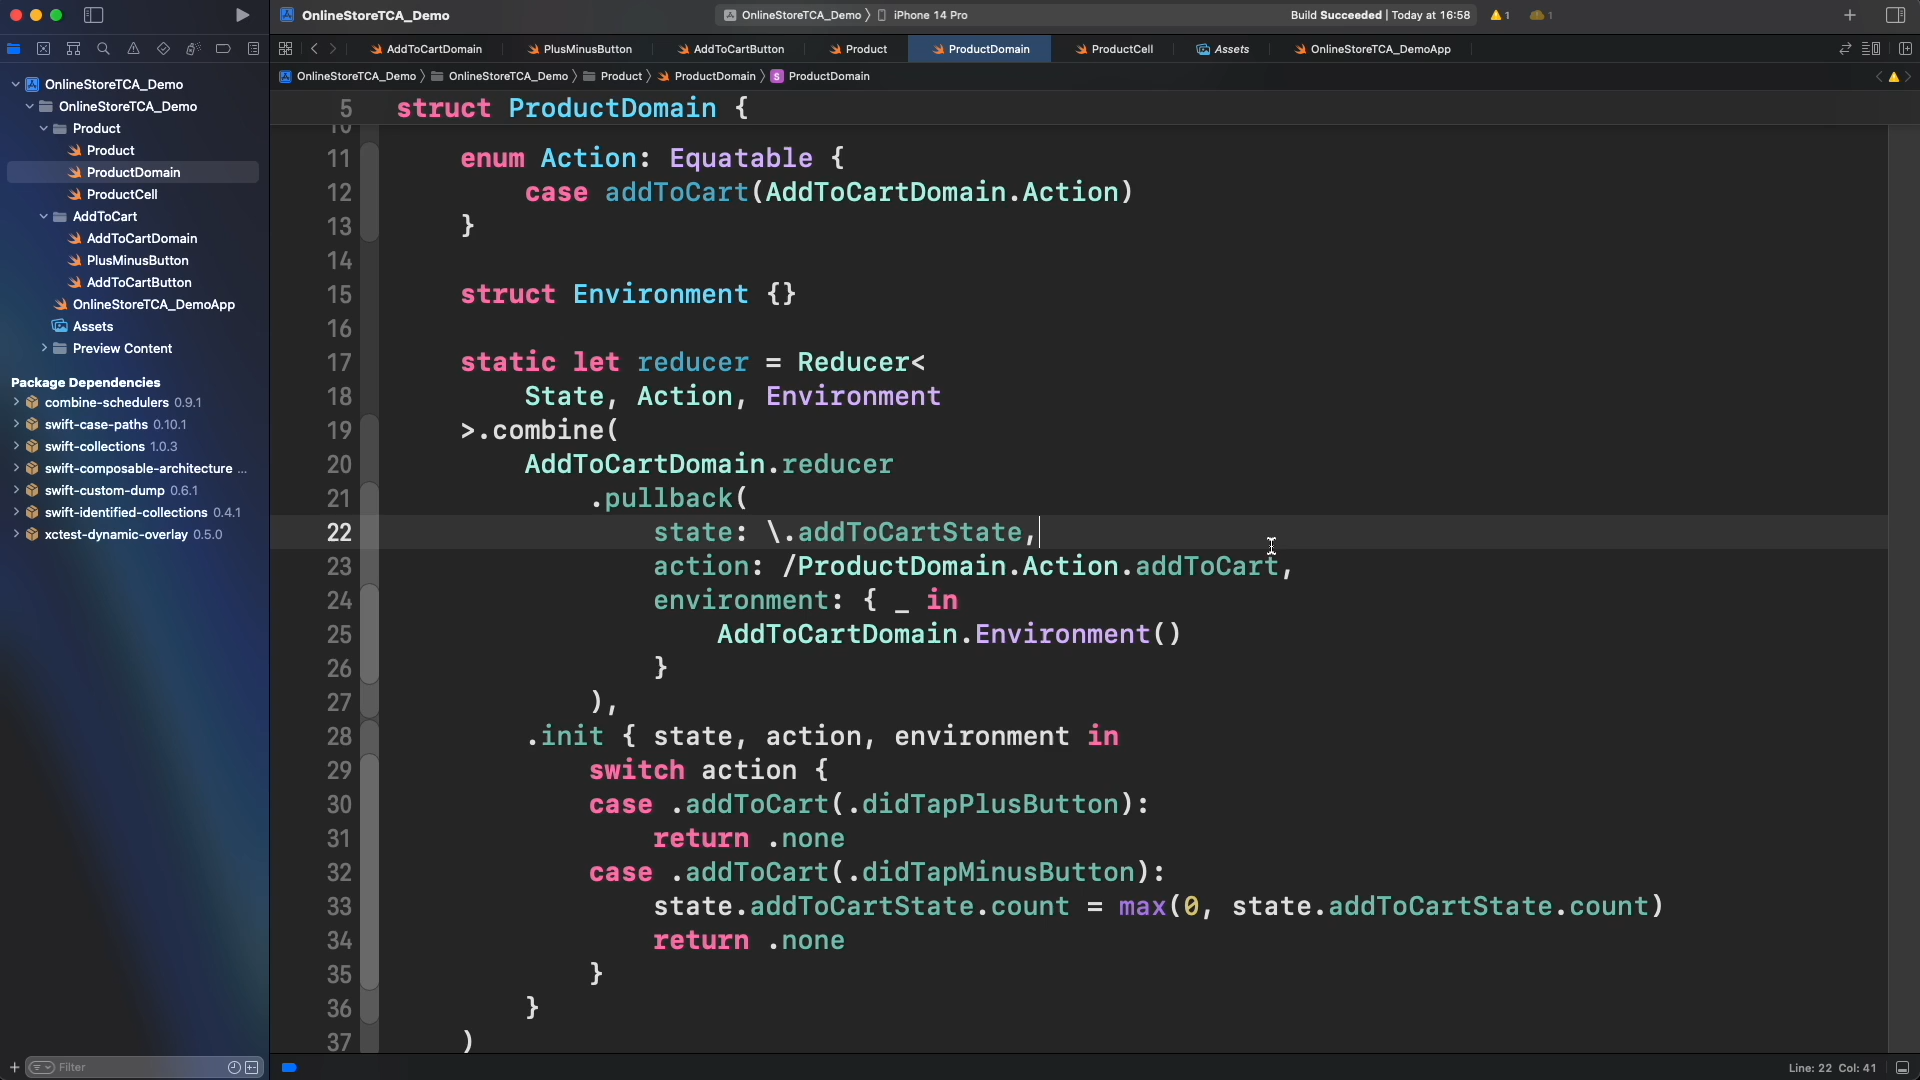 OnlineStoreTCA_Demo
OnlineStoreTCA_Demo
iPhone 14 Pro
Build Succeeded | Today at 16:58
1
1
AddToCartDomain
PlusMinusButton
AddToCartButton
Product
ProductDomain
ProductCell
Assets
OnlineStoreTCA_DemoApp
OnlineStoreTCA_Demo
OnlineStoreTCA_Demo
Product
ProductDomain
S ProductDomain
OnlineStoreTCA_Demo
OnlineStoreTCA_Demo
Product
Product
ProductDomain
ProductCell
AddToCart
AddToCartDomain
PlusMinusButton
AddToCartButton
OnlineStoreTCA_DemoApp
Assets
Preview Content
Package Dependencies
combine-schedulers 0.9.1
swift-case-paths 0.10.1
swift-collections 1.0.3
swift-composable-architecture ...
swift-custom-dump 0.6.1
swift-identified-collections 0.4.1
xctest-dynamic-overlay 0.5.0
Filter
5 struct ProductDomain {
10
11 enum Action: Equatable {
12 case addToCart(AddToCartDomain.Action)
13 }
14
15 struct Environment {}
16
17 static let reducer = Reducer<
18 State, Action, Environment
19 >.combine(
20 AddToCartDomain.reducer
21 .pullback(
22 state: \.addToCartState,
23 action: /ProductDomain.Action.addToCart,
24 environment: { _ in
25 AddToCartDomain.Environment()
26 }
27 ),
28 .init { state, action, environment in
29 switch action {
30 case .addToCart(.didTapPlusButton):
31 return .none
32 case .addToCart(.didTapMinusButton):
33 state.addToCartState.count = max(0, state.addToCartState.count)
34 return .none
35 }
36 }
37 )
Line: 22 Col: 41